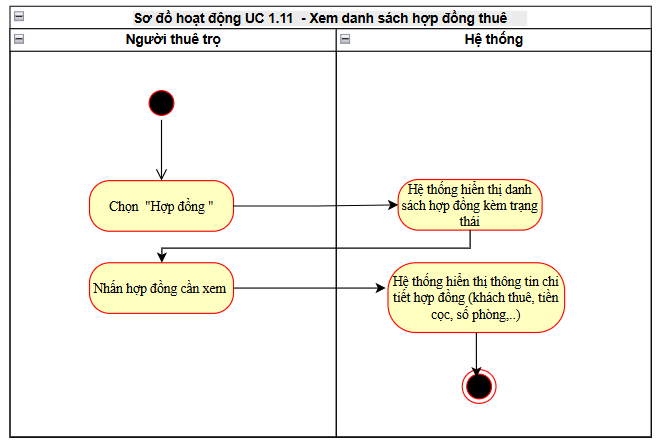 Sơ đồ hoạt động UC 1.11 - Xem danh sách hợp đồng thuê
Người thuê trọ
Hệ thống
Chọn "Hợp đồng "
Hệ thống hiển thị danh
sách hợp đồng kèm trạng
thái
Nhấn hợp đồng cần xem
Hệ thống hiển thị thông tin chi
tiết hợp đồng (khách thuê, tiền
cọc, số phòng,..)